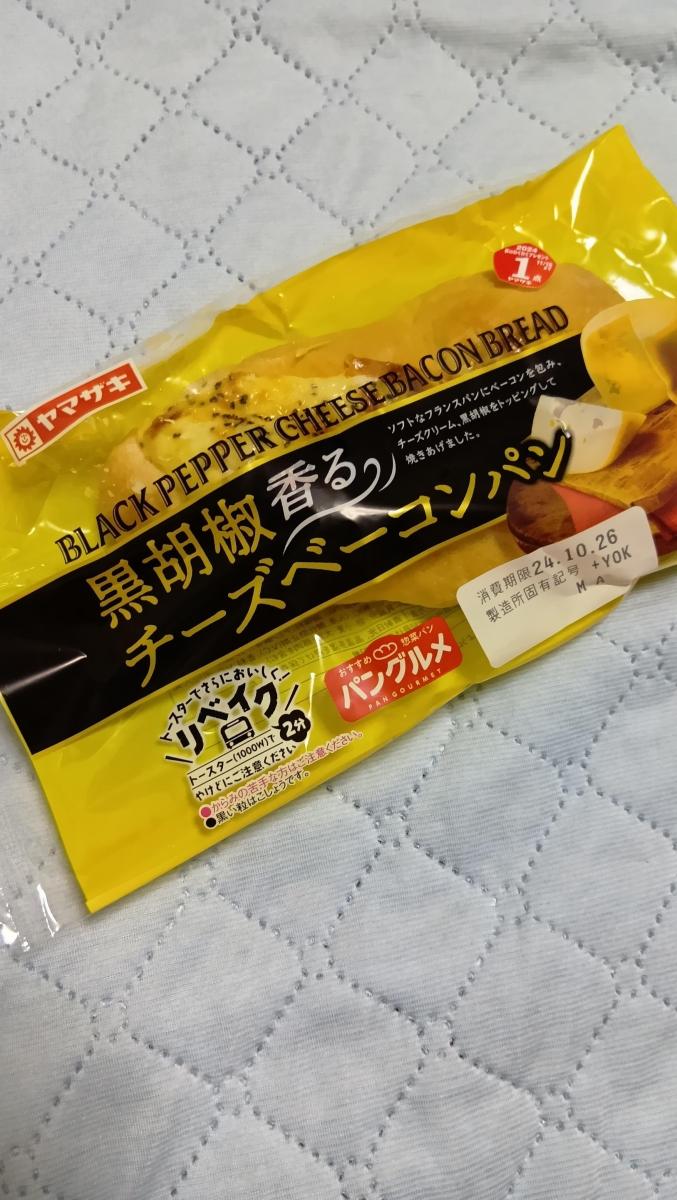 ヤマザキ
2024
1点
ヤマザキ
BLACK PEPPER CHEESE BACON BREAD
ソフトなフランスパンにベーコンを包み、
チーズクリーム、黒胡椒をトッピングして
焼きあげました。
黒胡椒香る
チーズベーコンパン
消費期限24.10.26
製造所固有記号 +YOK
M A
おすすめ 惣菜パン
パングルメ
PAN GOURMET
トースターでさらにおいしく
リベイク
トースター(1000W)で2分
やけどにご注意ください
●からみの苦手な方はご注意ください。
●黒い粒はこしょうです。